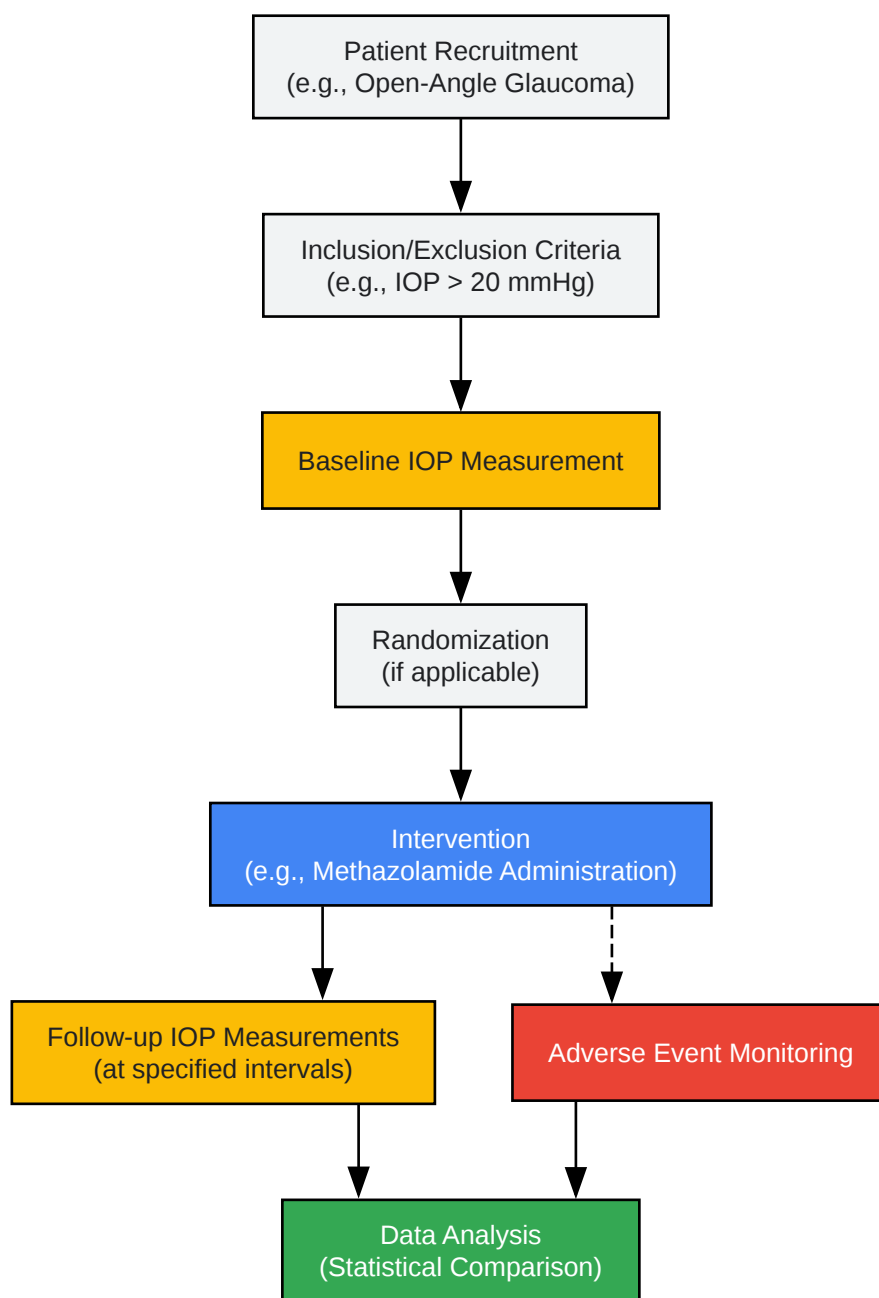 Patient Recruitment
(e.g., Open-Angle Glaucoma)
Inclusion/Exclusion Criteria
(e.g., IOP > 20 mmHg)
Baseline IOP Measurement
Randomization
(if applicable)
Intervention
(e.g., Methazolamide Administration)
Follow-up IOP Measurements
(at specified intervals)
Adverse Event Monitoring
Data Analysis
(Statistical Comparison)